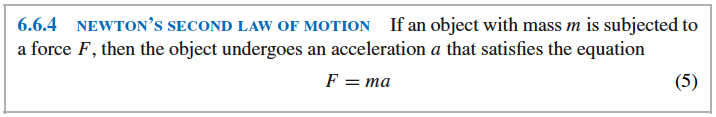 6.6.4 NEWTON’S SECOND LAW OF MOTION If an object with mass m is subjected to
a force F, then the object undergoes an acceleration a that satisfies the equation
F = ma (5)